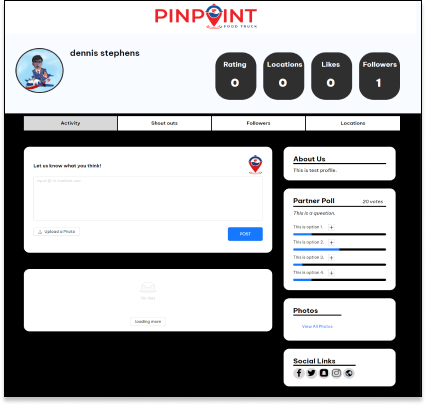 PINPOINT
FOOD TRUCK
dennis stephens
Rating
0
Locations
0
Likes
0
Followers
1
Activity
Shout outs
Followers
Locations
Let us know what you think!
Upload a Photo
POST
No Data
loading more
About Us
This is test profile.
Partner Poll
20 votes
This is a question.
This is option 1. +
This is option 2. +
This is option 3. +
This is option 4. +
Photos
View All Photos
Social Links